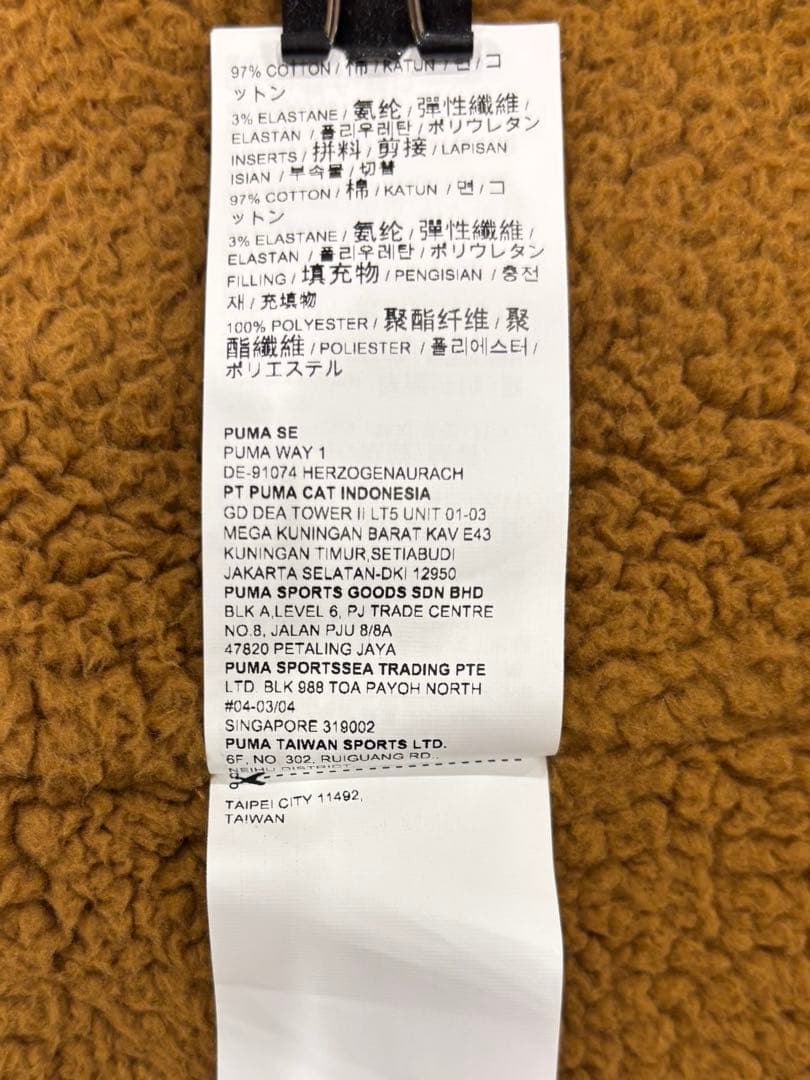 97% COTTON / 棉 / KATUN / 면 / コ
ットン
3% ELASTANE / 氨纶 / 彈性纖維 /
ELASTAN / 폴리우레탄 / ポリウレタン
INSERTS / 拼料 / 剪接 / LAPISAN
ISIAN / 부속물 / 切替
97% COTTON / 棉 / KATUN / 면 / コ
ットン
3% ELASTANE / 氨纶 / 彈性纖維 /
ELASTAN / 폴리우레탄 / ポリウレタン
FILLING / 填充物 / PENGISIAN / 충전
재 / 充填物
100% POLYESTER / 聚酯纤维 / 聚
酯纖維 / POLIESTER / 폴리에스터 /
ポリエステル
PUMA SE
PUMA WAY 1
DE-91074 HERZOGENAURACH
PT PUMA CAT INDONESIA
GD DEA TOWER II LT5 UNIT 01-03
MEGA KUNINGAN BARAT KAV E43
KUNINGAN TIMUR,SETIABUDI
JAKARTA SELATAN-DKI 12950
PUMA SPORTS GOODS SDN BHD
BLK A,LEVEL 6, PJ TRADE CENTRE
NO.8, JALAN PJU 8/8A
47820 PETALING JAYA
PUMA SPORTSSEA TRADING PTE
LTD. BLK 988 TOA PAYOH NORTH
#04-03/04
SINGAPORE 319002
PUMA TAIWAN SPORTS LTD.
6F, NO. 302, RUIGUANG RD.,
NEIHU DISTRICT
TAIPEI CITY 11492,
TAIWAN